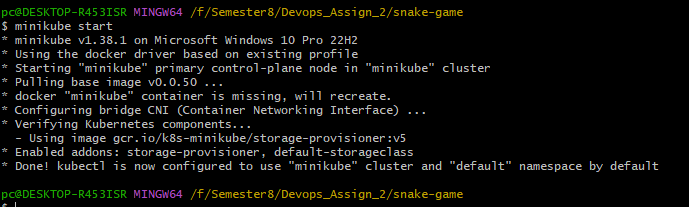 pc@DESKTOP-R453ISR MINGW64 /f/Semester8/Devops_Assign_2/snake-game
$ minikube start
* minikube v1.38.1 on Microsoft Windows 10 Pro 22H2
* Using the docker driver based on existing profile
* Starting "minikube" primary control-plane node in "minikube" cluster
* Pulling base image v0.0.50 ...
* docker "minikube" container is missing, will recreate.
* Configuring bridge CNI (Container Networking Interface) ...
* Verifying Kubernetes components...
  - Using image gcr.io/k8s-minikube/storage-provisioner:v5
* Enabled addons: storage-provisioner, default-storageclass
* Done! kubectl is now configured to use "minikube" cluster and "default" namespace by default

pc@DESKTOP-R453ISR MINGW64 /f/Semester8/Devops_Assign_2/snake-game
$